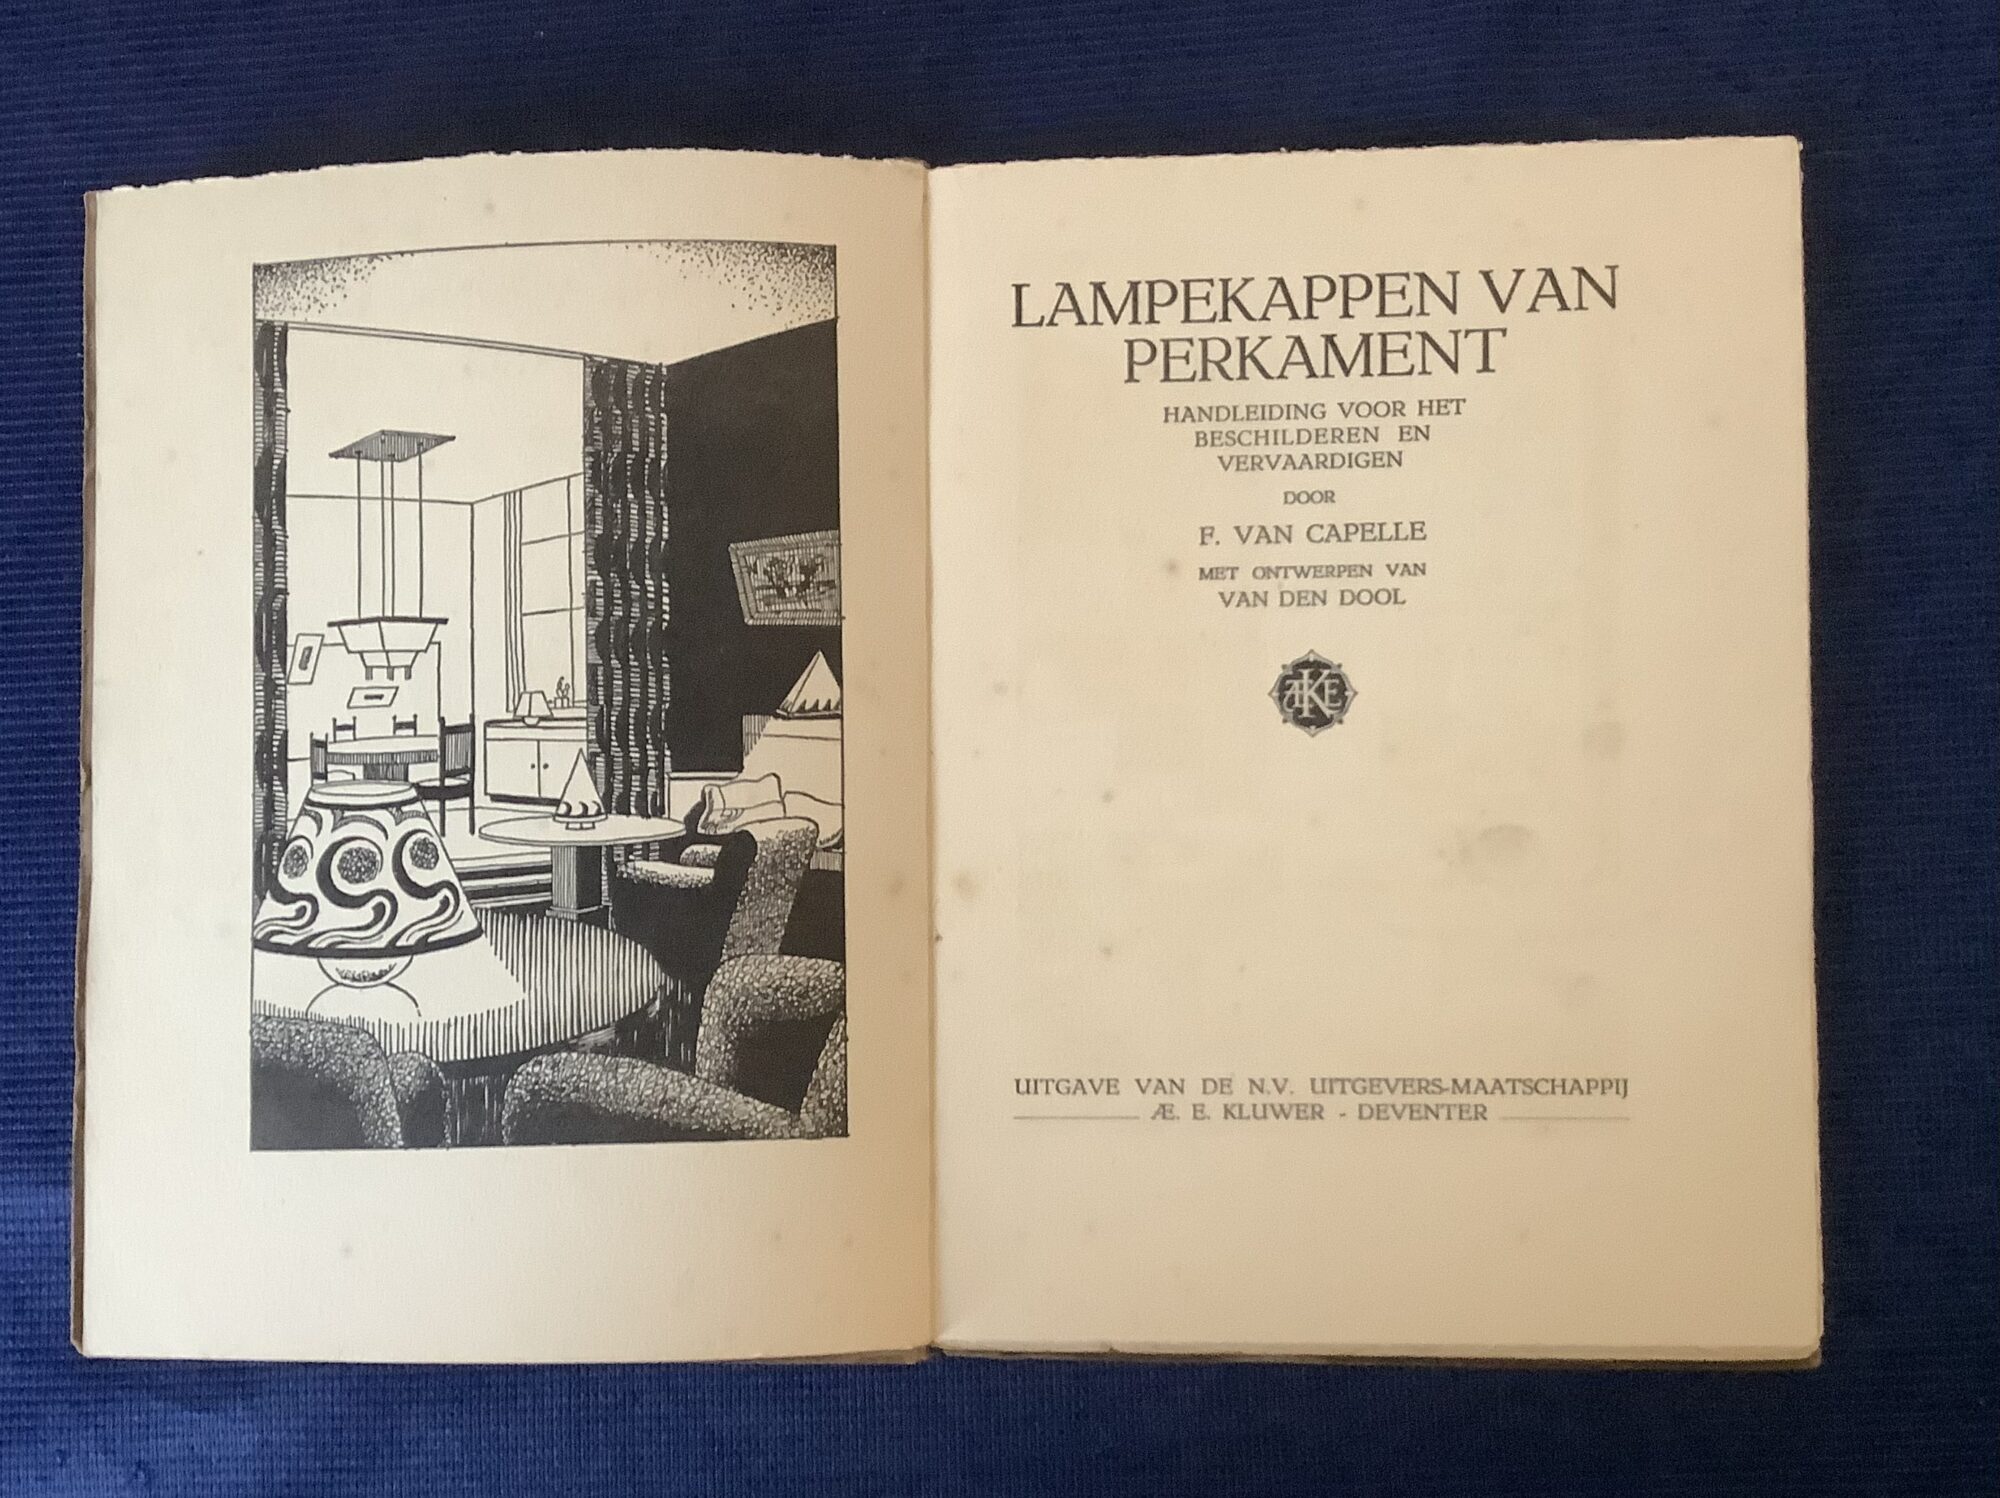 LAMPEKAPPEN VAN
PERKAMENT
HANDLEIDING VOOR HET
BESCHILDEREN EN
VERVAARDIGEN
DOOR
F. VAN CAPELLE
MET ONTWERPEN VAN
VAN DEN DOOL
ÆKE
UITGAVE VAN DE N.V. UITGEVERS-MAATSCHAPPIJ
Æ. E. KLUWER - DEVENTER